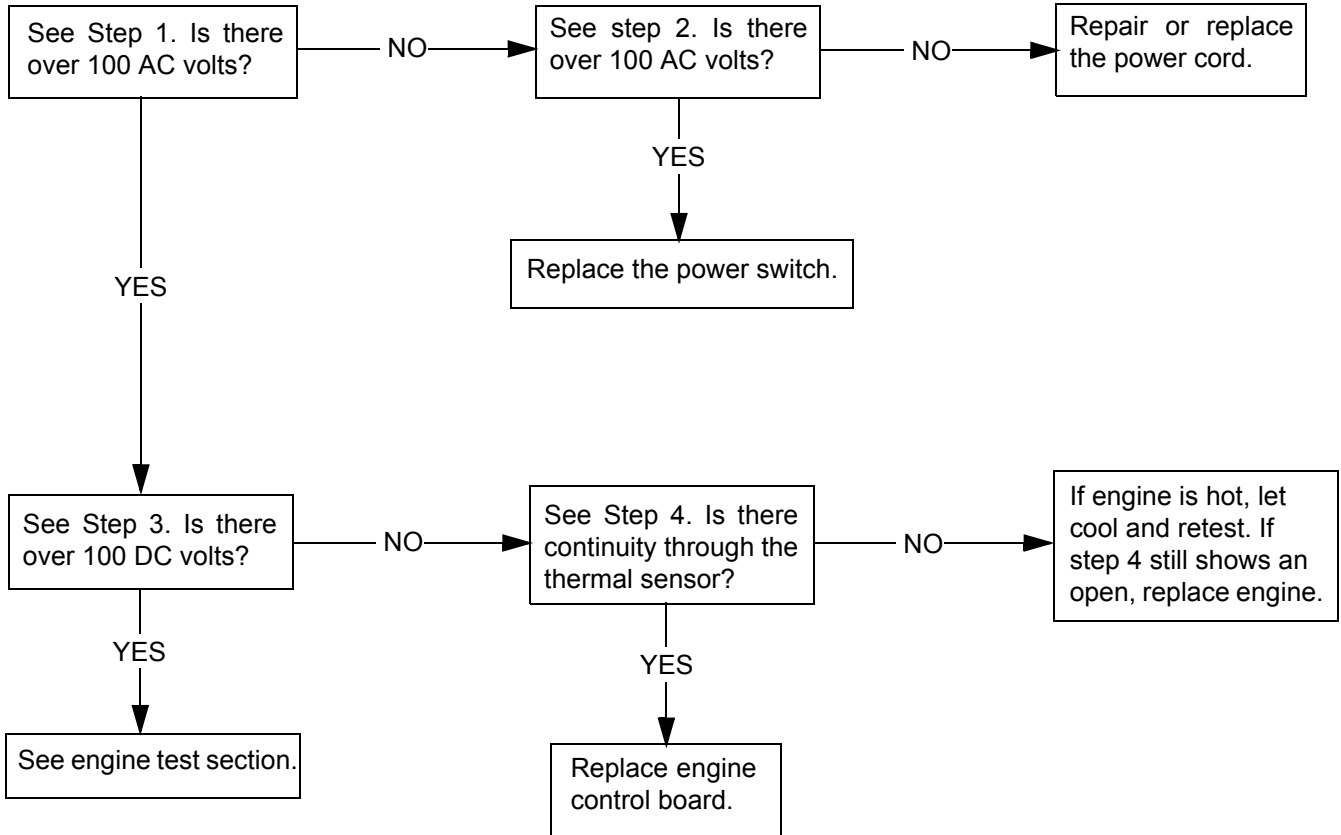 See Step 1. Is there
over 100 AC volts?
NO
See step 2. Is there
over 100 AC volts?
NO
Repair or replace
the power cord.
YES
Replace the power switch.
YES
See Step 3. Is there
over 100 DC volts?
NO
See Step 4. Is there
continuity through the
thermal sensor?
NO
If engine is hot, let
cool and retest. If
step 4 still shows an
open, replace engine.
YES
See engine test section.
YES
Replace engine
control board.